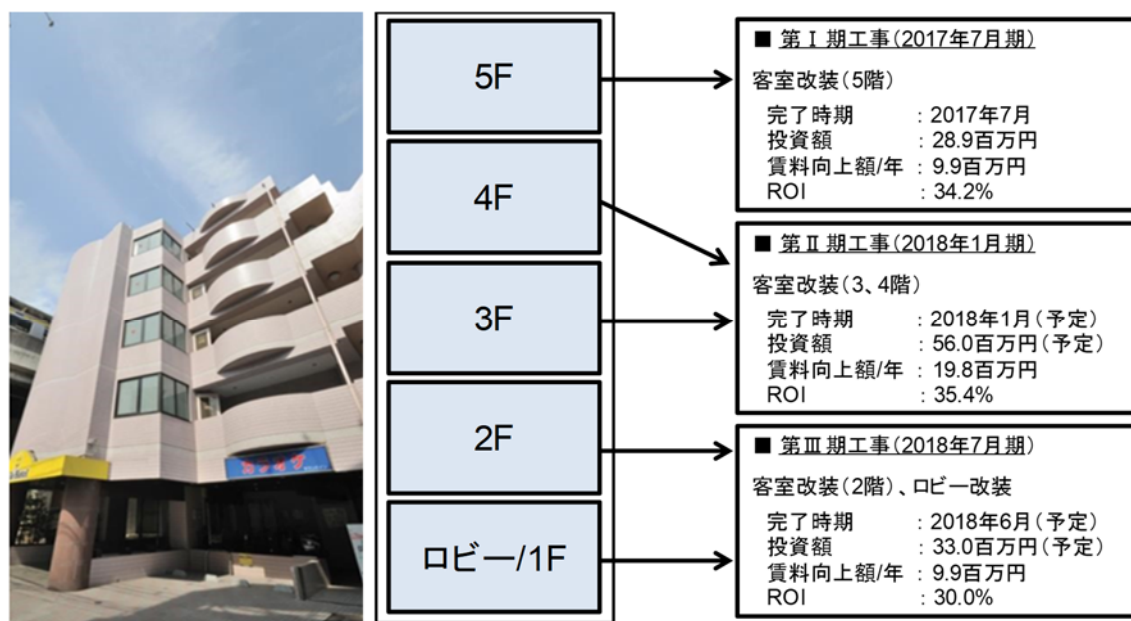 5F
4F
3F
2F
ロビー/1F
■ 第Ⅰ期工事(2017年7月期)
客室改装(5階)
完了時期 : 2017年7月
投資額 : 28.9百万円
賃料向上額/年 : 9.9百万円
ROI : 34.2%
■ 第Ⅱ期工事(2018年1月期)
客室改装(3、4階)
完了時期 : 2018年1月(予定)
投資額 : 56.0百万円(予定)
賃料向上額/年 : 19.8百万円
ROI : 35.4%
■ 第Ⅲ期工事(2018年7月期)
客室改装(2階)、ロビー改装
完了時期 : 2018年6月(予定)
投資額 : 33.0百万円(予定)
賃料向上額/年 : 9.9百万円
ROI : 30.0%